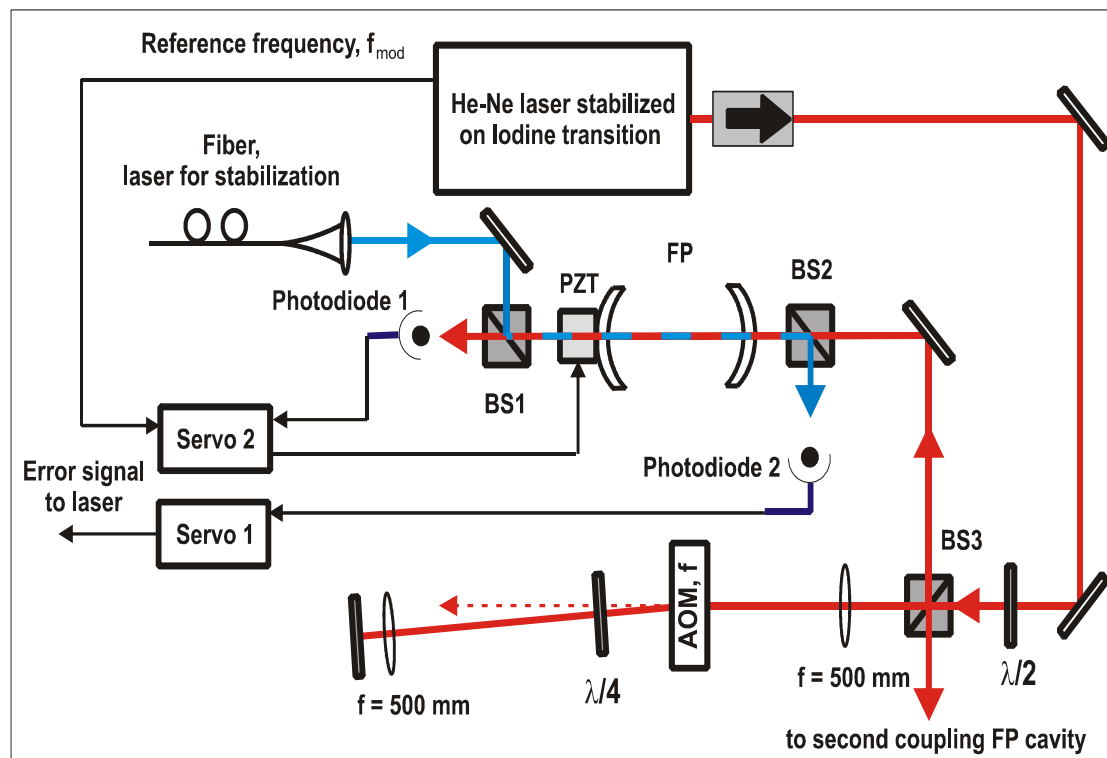 Reference frequency, fmod
He-Ne laser stabilized
on Iodine transition
Fiber,
laser for stabilization
FP
BS2
PZT
Photodiode 1
BS1
Servo 2
Photodiode 2
Error signal
to laser
Servo 1
BS3
AOM, f
f = 500 mm
λ/4
f = 500 mm
λ/2
to second coupling FP cavity